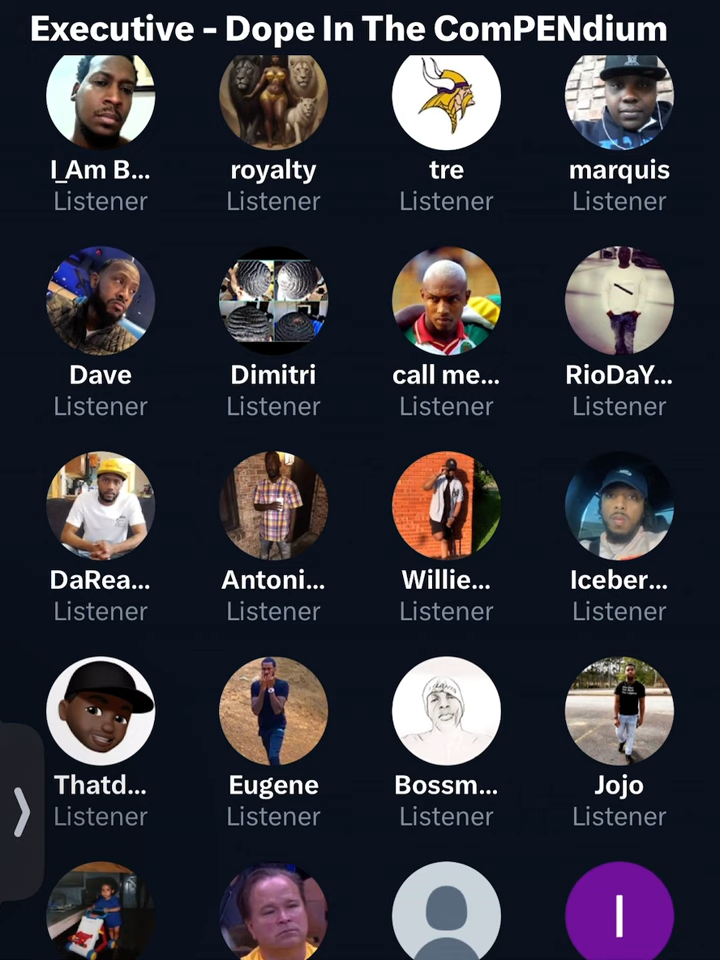 Executive - Dope In The ComPENdium
I_Am B... royalty tre marquis
Listener Listener Listener Listener
Dave Dimitri call me... RioDaY...
Listener Listener Listener Listener
DaRea... Antoni... Willie... Iceber...
Listener Listener Listener Listener
Thatd... Eugene Bossm... Jojo
Listener Listener Listener Listener
I